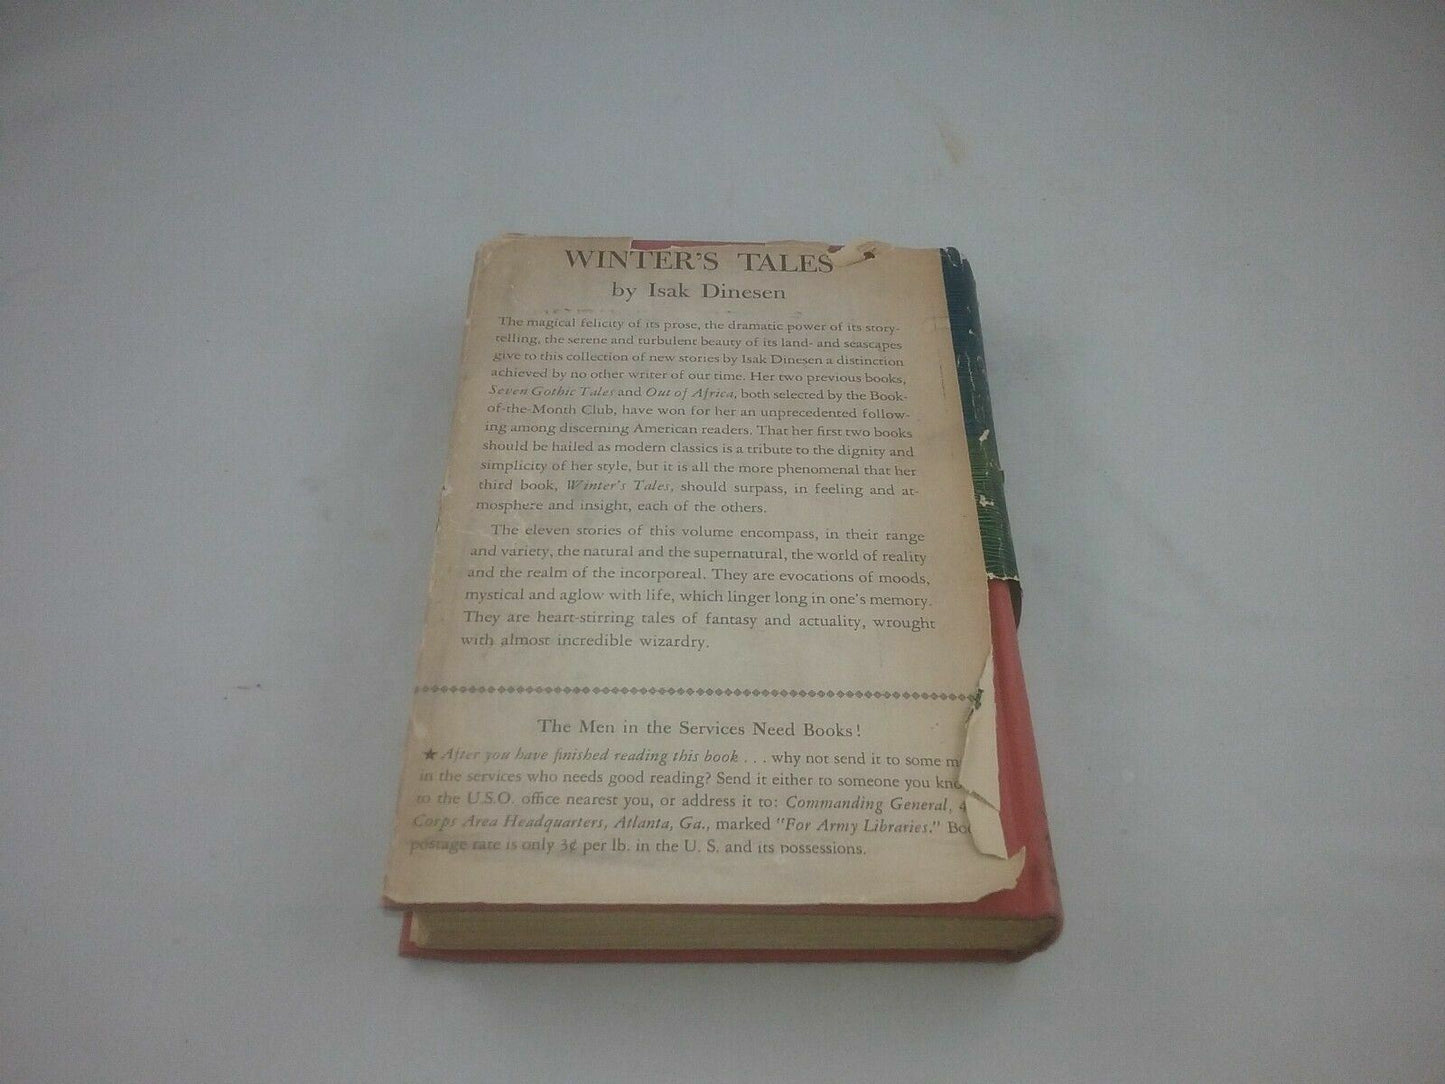 WINTER'S TALES
by Isak Dinesen
The magical felicity of its prose, the dramatic power of its story-
telling, the serene and turbulent beauty of its land- and seascapes
give to this collection of new stories by Isak Dinesen a distinction
achieved by no other writer of our time. Her two previous books,
Seven Gothic Tales and Out of Africa, both selected by the Book-
of-the-Month Club, have won for her an unprecedented follow-
ing among discerning American readers. That her first two books
should be hailed as modern classics is a tribute to the dignity and
simplicity of her style, but it is all the more phenomenal that her
third book, Winter's Tales, should surpass, in feeling and at-
mosphere and insight, each of the others.
The eleven stories of this volume encompass, in their range
and variety, the natural and the supernatural, the world of reality
and the realm of the incorporeal. They are evocations of moods,
mystical and aglow with life, which linger long in one's memory.
They are heart-stirring tales of fantasy and actuality, wrought
with almost incredible wizardry.
The Men in the Services Need Books!
★ After you have finished reading this book . . . why not send it to some
in the services who needs good reading? Send it either to someone you
to the U.S.O. office nearest you, or address it to: Commanding General,
Corps Area Headquarters, Atlanta, Ga., marked "For Army Libraries."
postage rate is only 3¢ per lb. in the U. S. and its possessions.